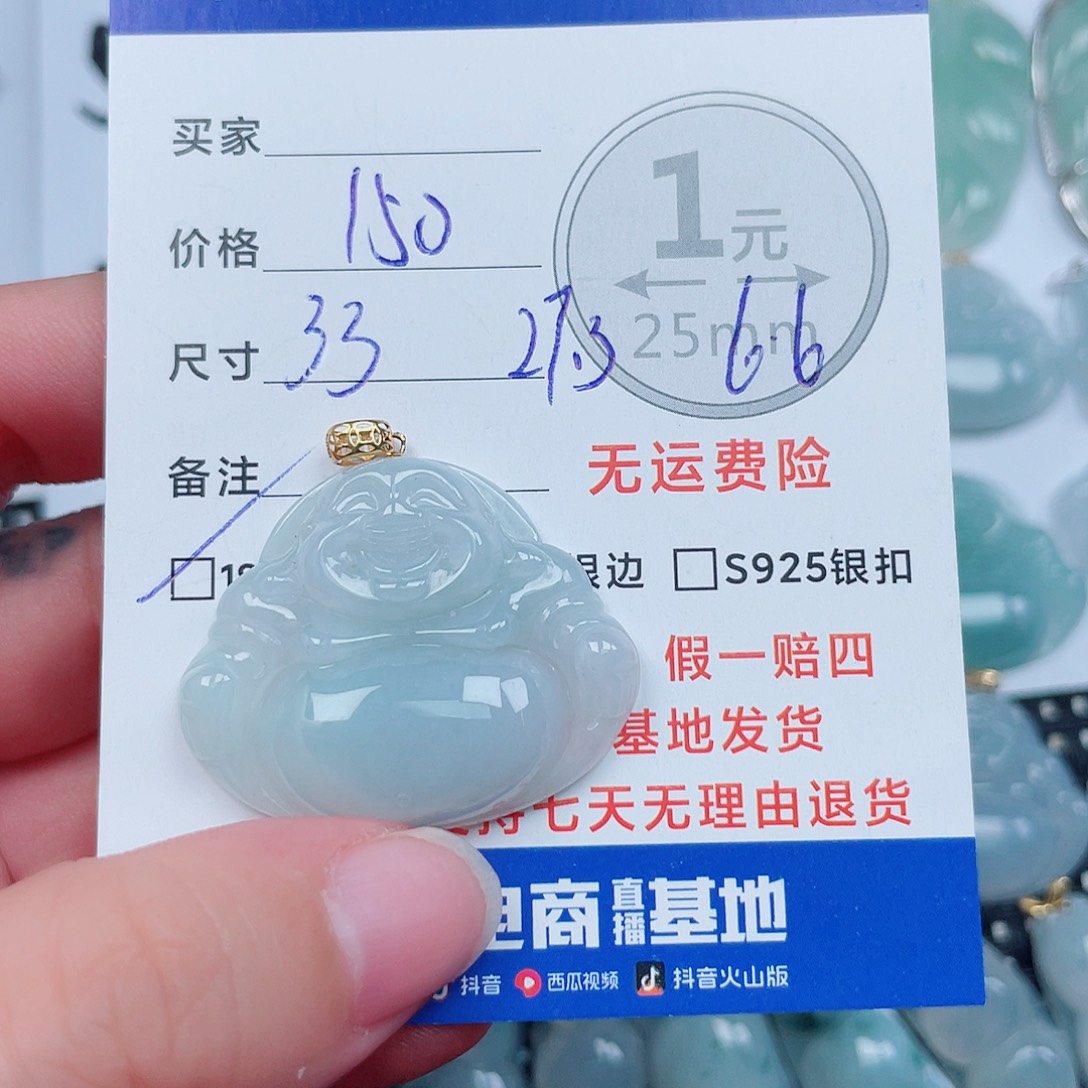 买家
价格 150
1元
25mm
尺寸 33 27.3 6.6
备注
无运费险
银边 S925银扣
假一赔四
基地发货
支持七天无理由退货
电商直播基地
抖音 西瓜视频 抖音火山版